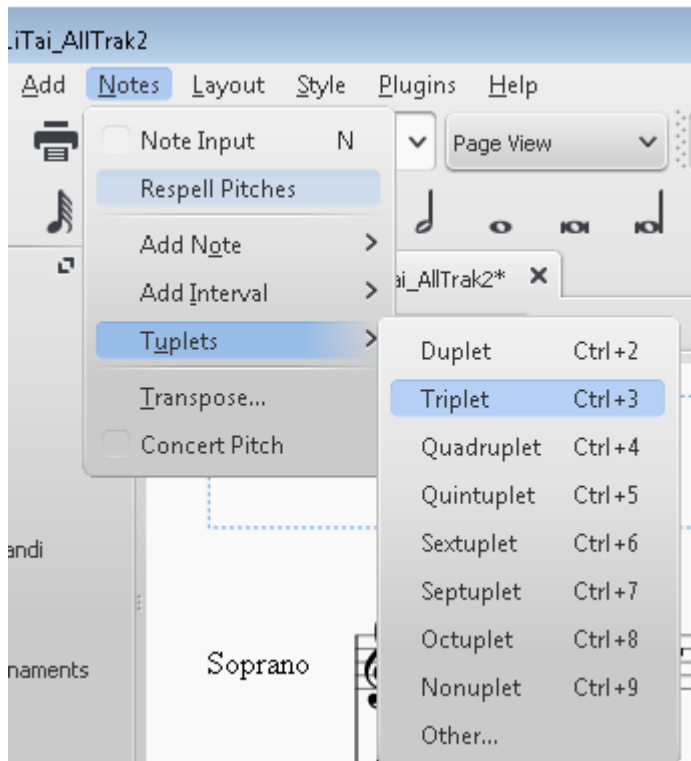 LiTai_AllTrak2
Add Notes Layout Style Plugins Help
Note Input N
Page View
Respell Pitches
Add Note
ai_AllTrak2*
Add Interval
Tuplets
Duplet Ctrl+2
Triplet Ctrl+3
Transpose...
Quadruplet Ctrl+4
Concert Pitch
Quintuplet Ctrl+5
andi
Sextuplet Ctrl+6
Septuplet Ctrl+7
Octuplet Ctrl+8
naments
Soprano
Nonuplet Ctrl+9
Other...